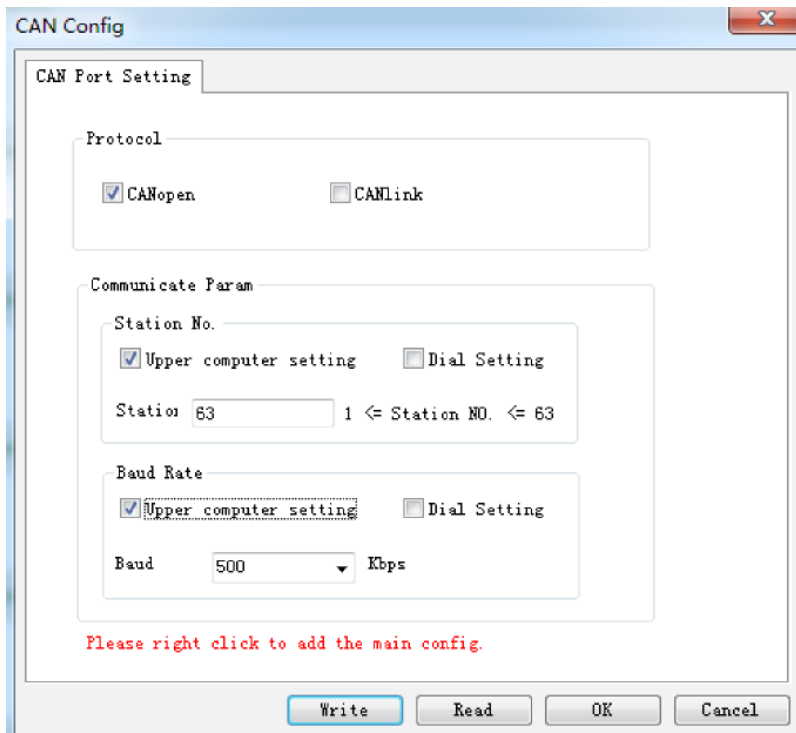 CAN Config
CAN Port Setting
Protocol
CANopen CANlink
Communicate Param
Station No.
Upper computer setting Dial Setting
Station 63 1 <= Station NO. <= 63
Baud Rate
Upper computer setting Dial Setting
Baud 500 Kbps
Please right click to add the main config.
Write Read OK Cancel